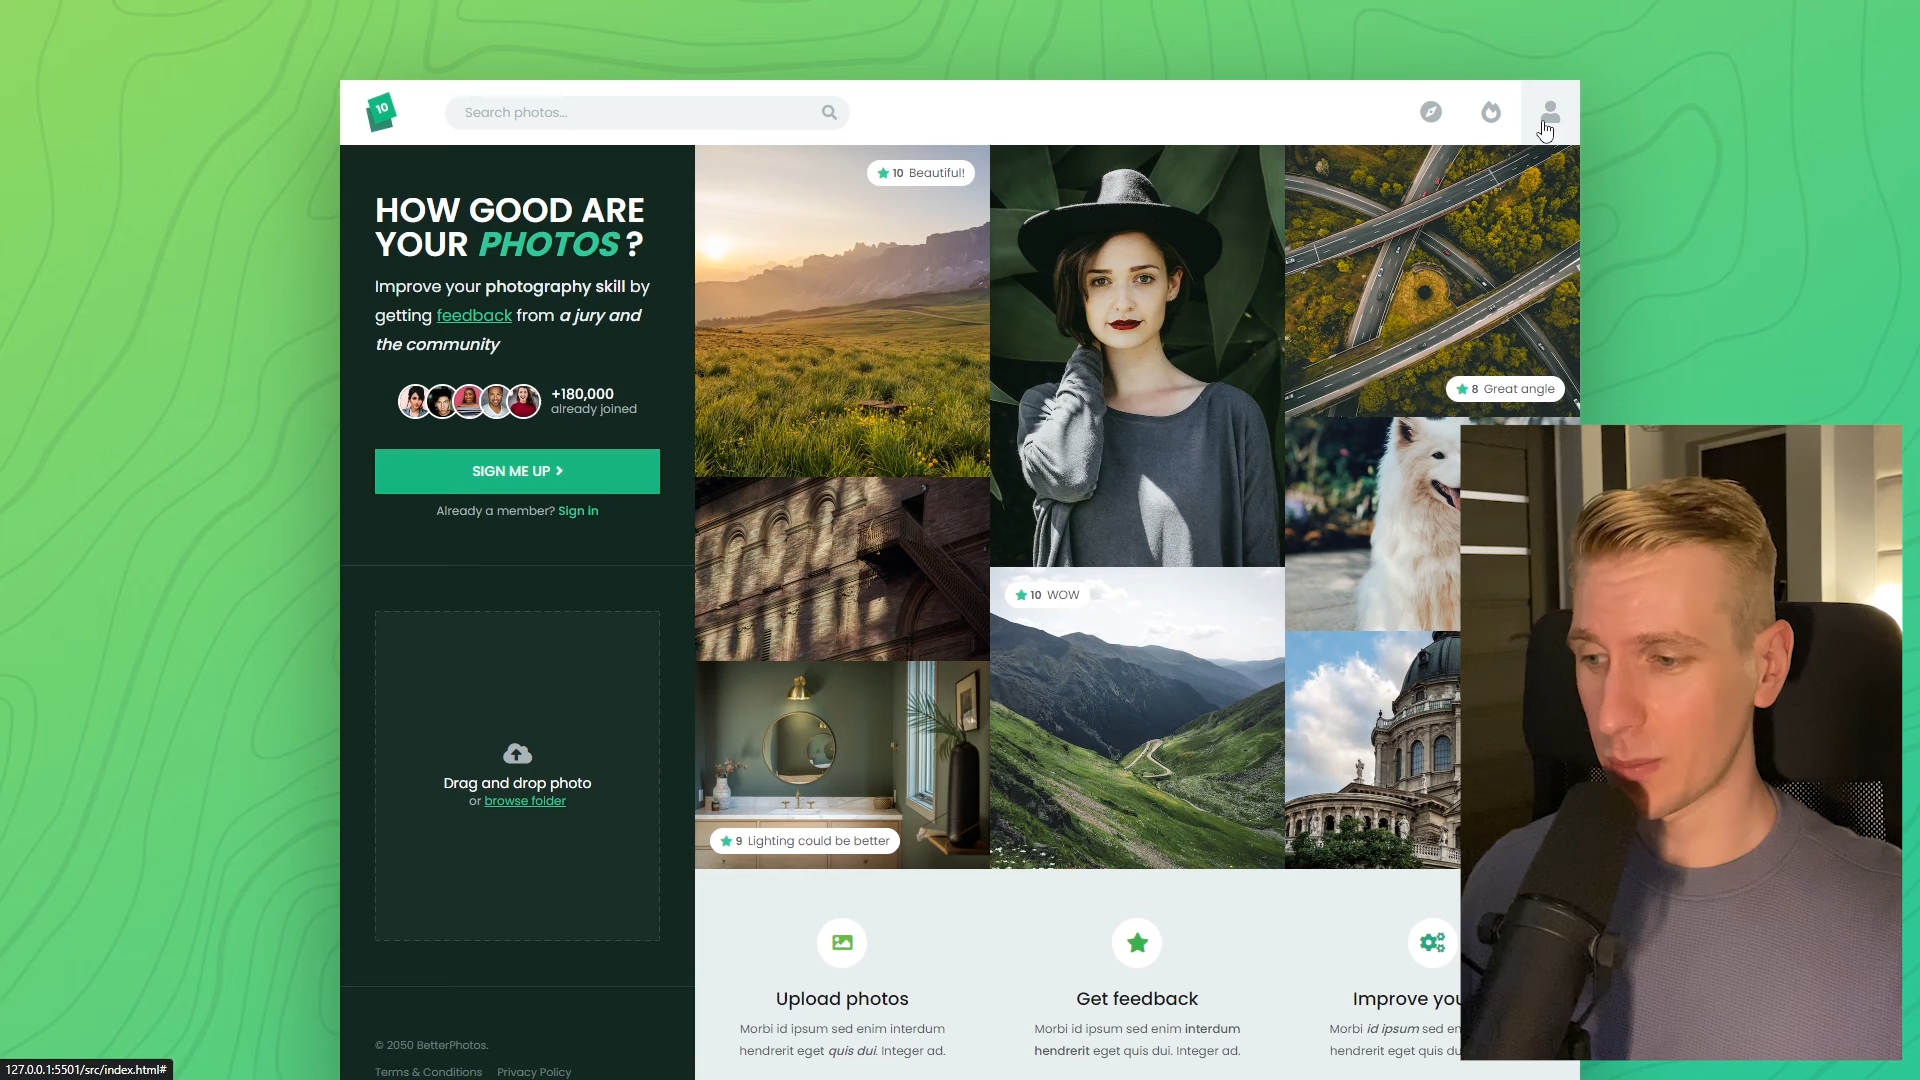 10
Search photos...
HOW GOOD ARE
YOUR PHOTOS ?
Improve your photography skill by
getting feedback from a jury and
the community
+180,000
already joined
SIGN ME UP
Already a member? Sign in
Drag and drop photo
or browse folder
© 2050 BetterPhotos.
Terms & Conditions Privacy Policy
10 Beautiful!
8 Great angle
10 WOW
9 Lighting could be better
Upload photos
Morbi id ipsum sed enim interdum
hendrerit eget quis dui. Integer ad.
Get feedback
Morbi id ipsum sed enim interdum
hendrerit eget quis dui. Integer ad.
Improve you
Morbi id ipsum sed en
hendrerit eget quis du
127.0.0.1:5501/src/index.html#